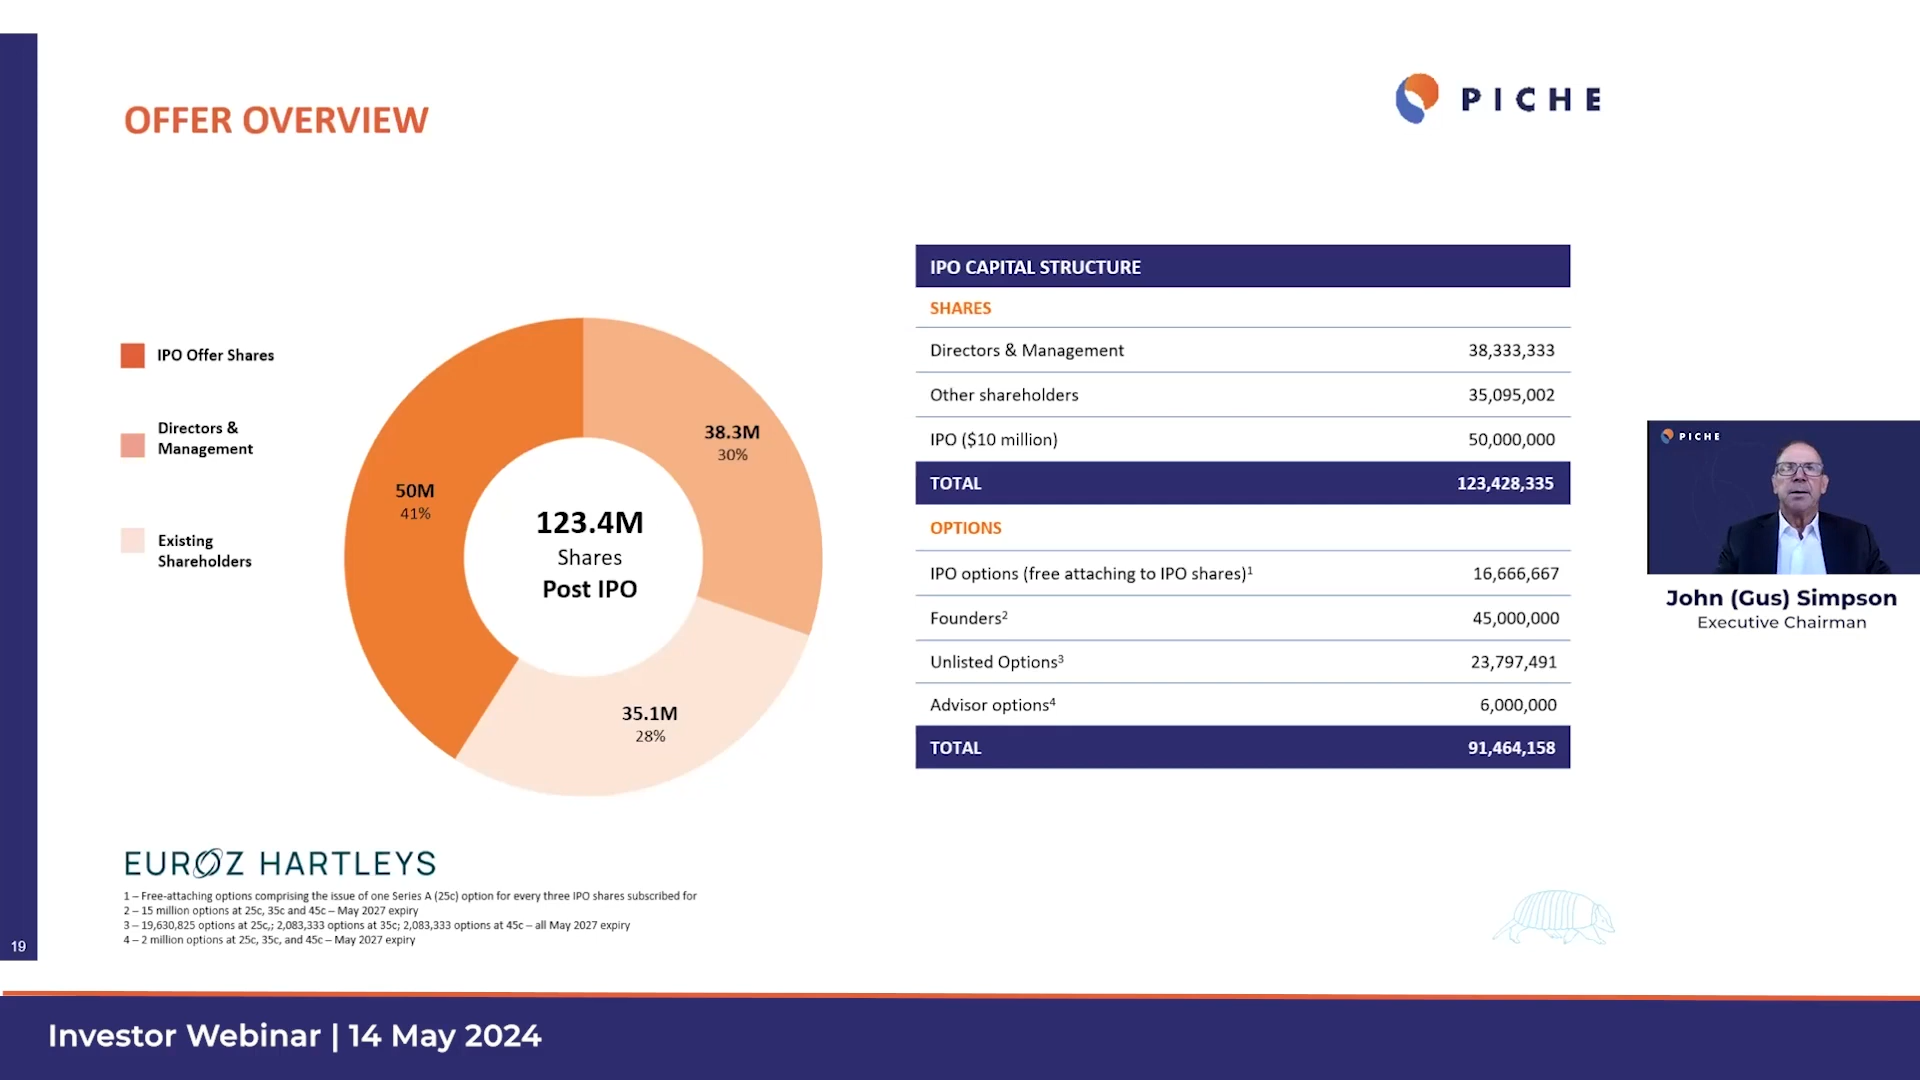 OFFER OVERVIEW
PICHE
IPO Offer Shares
Directors &
Management
Existing
Shareholders
50M
41%
38.3M
30%
35.1M
28%
123.4M
Shares
Post IPO
IPO CAPITAL STRUCTURE
SHARES
Directors & Management 38,333,333
Other shareholders 35,095,002
IPO ($10 million) 50,000,000
TOTAL 123,428,335
OPTIONS
IPO options (free attaching to IPO shares)¹ 16,666,667
Founders² 45,000,000
Unlisted Options³ 23,797,491
Advisor options⁴ 6,000,000
TOTAL 91,464,158
PICHE
John (Gus) Simpson
Executive Chairman
EUROZ HARTLEYS
1 – Free-attaching options comprising the issue of one Series A (25c) option for every three IPO shares subscribed for
2 – 15 million options at 25c, 35c and 45c – May 2027 expiry
3 – 19,630,825 options at 25c,; 2,083,333 options at 35c; 2,083,333 options at 45c – all May 2027 expiry
4 – 2 million options at 25c, 35c, and 45c – May 2027 expiry
19
Investor Webinar | 14 May 2024